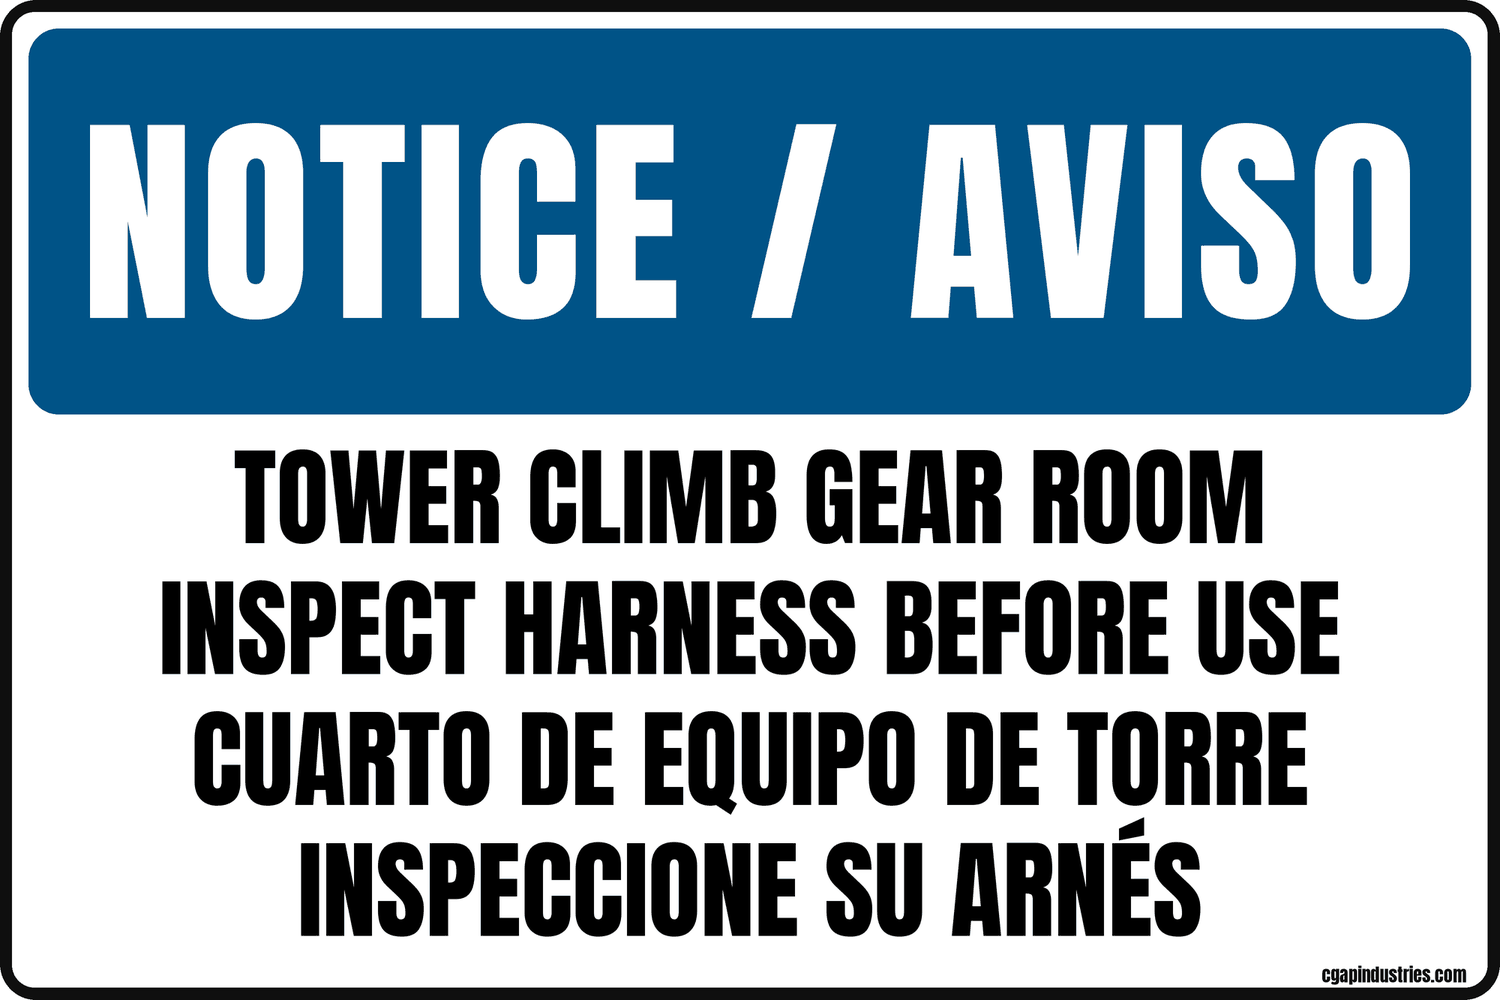 NOTICE / AVISO
TOWER CLIMB GEAR ROOM
INSPECT HARNESS BEFORE USE
CUARTO DE EQUIPO DE TORRE
INSPECCIONE SU ARNÉS
cgapindustries.com